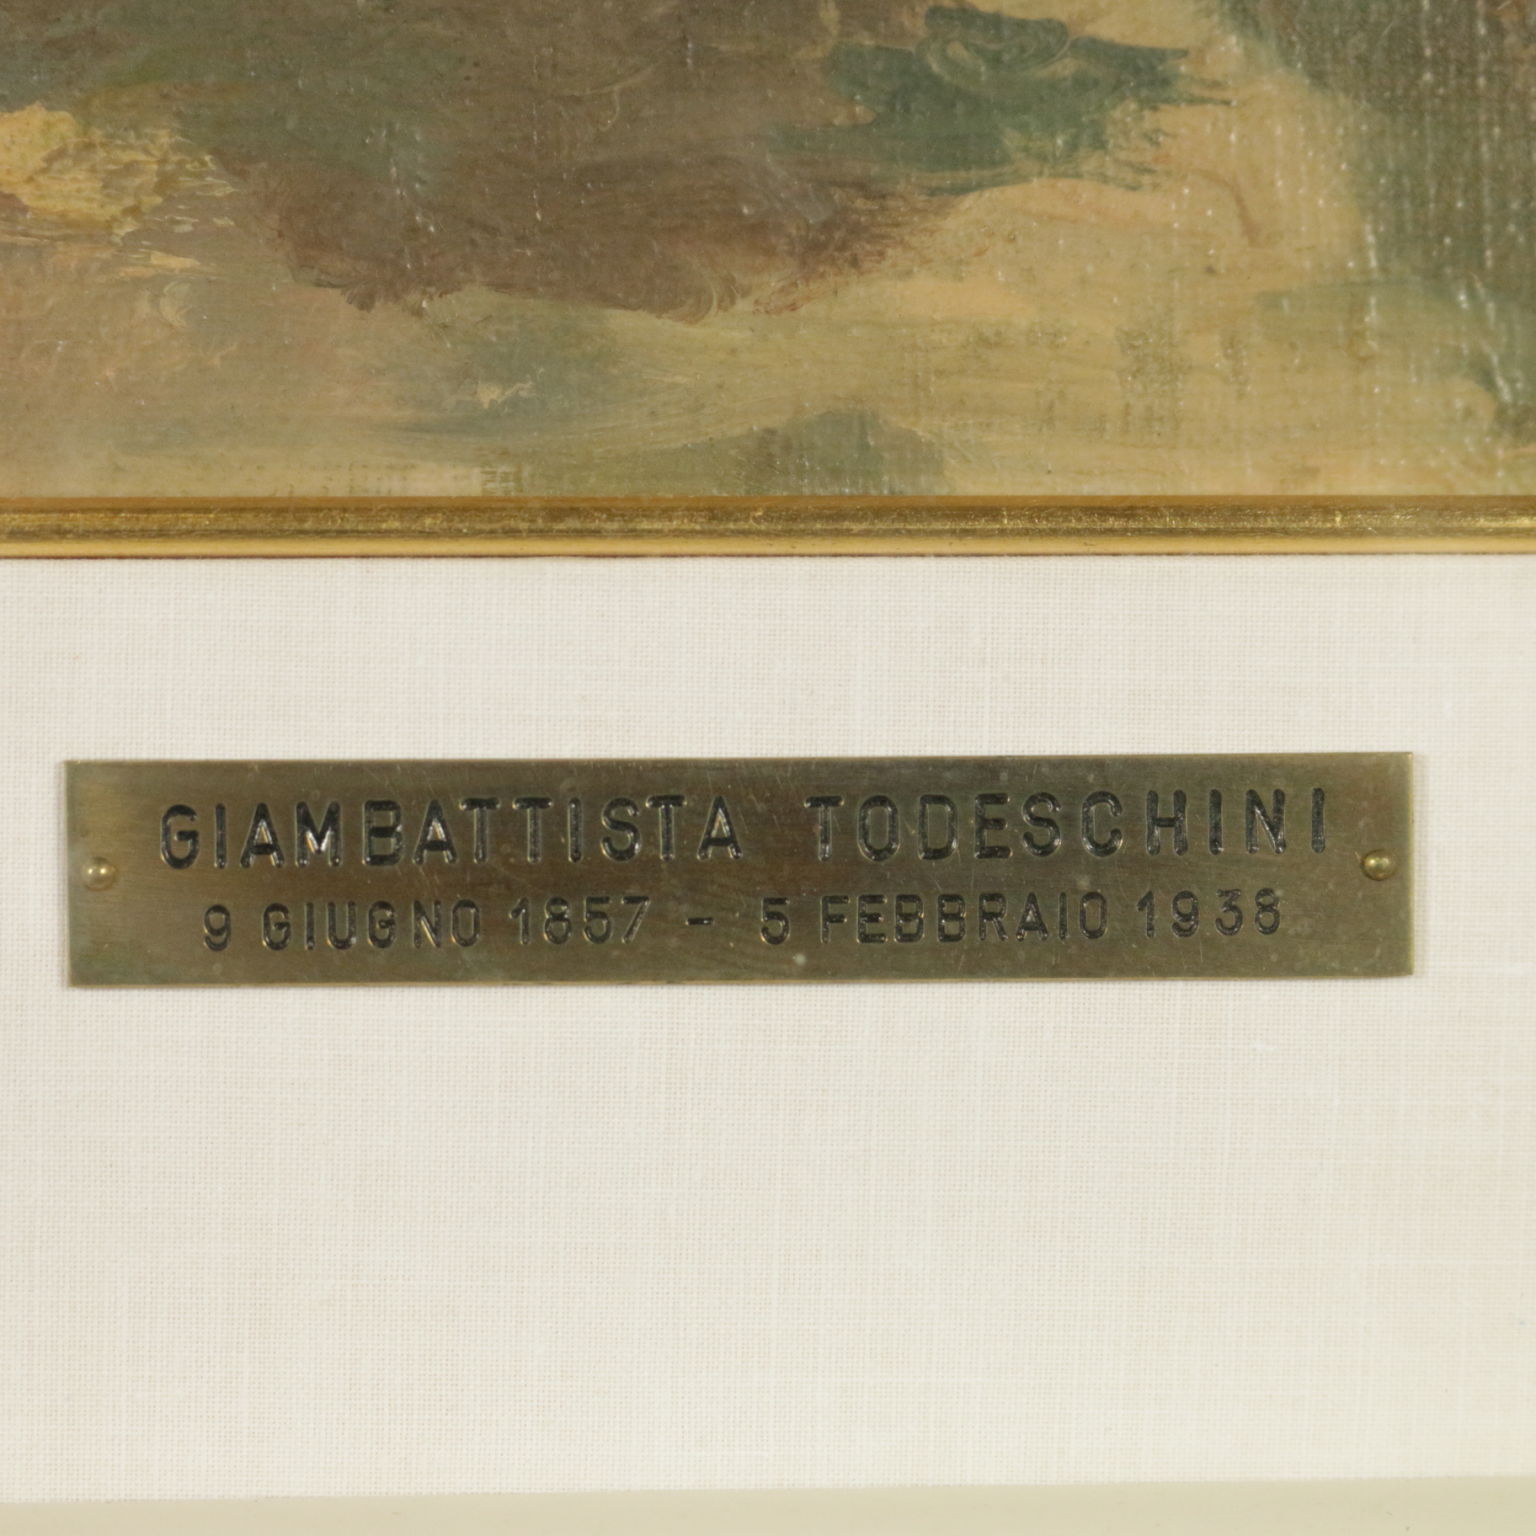 GIAMBATTISTA TODESCHINI
9 GIUGNO 1857 - 5 FEBBRAIO 1938